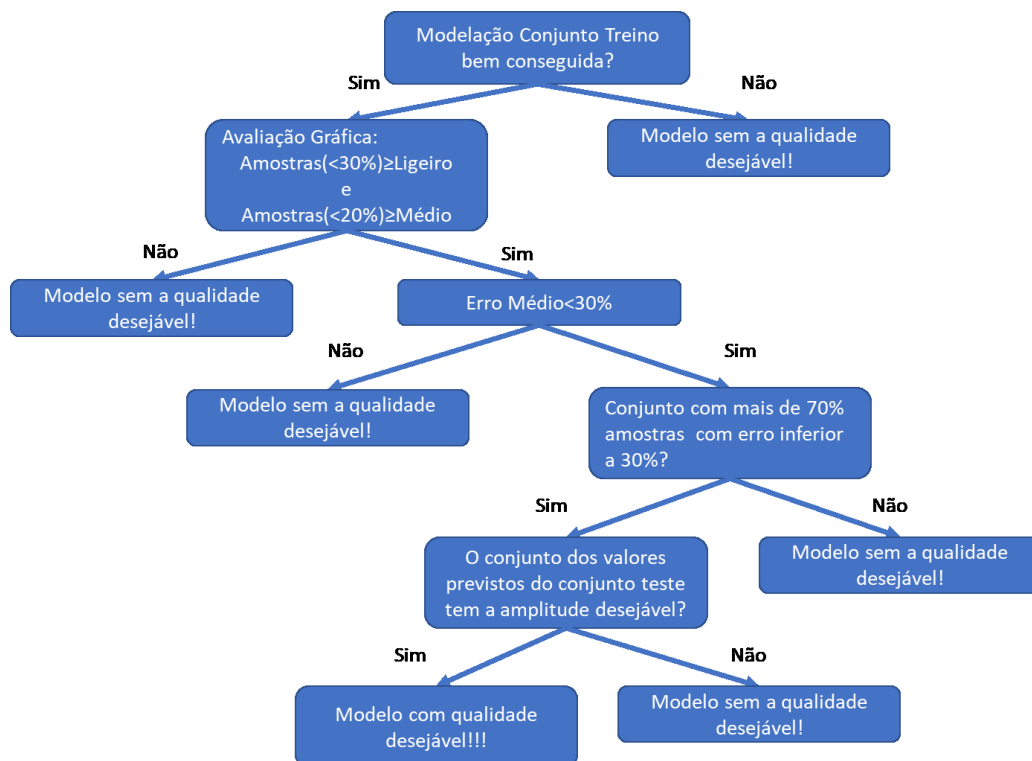 Modelação Conjunto Treino
bem conseguida?
Sim
Não
Avaliação Gráfica:
Amostras(<30%)≥Ligeiro
e
Amostras(<20%)≥Médio
Modelo sem a qualidade
desejável!
Não
Sim
Modelo sem a qualidade
desejável!
Erro Médio<30%
Não
Sim
Modelo sem a qualidade
desejável!
Conjunto com mais de 70%
amostras  com erro inferior
a 30%?
Sim
Não
O conjunto dos valores
previstos do conjunto teste
tem a amplitude desejável?
Modelo sem a qualidade
desejável!
Sim
Não
Modelo com qualidade
desejável!!!
Modelo sem a qualidade
desejável!